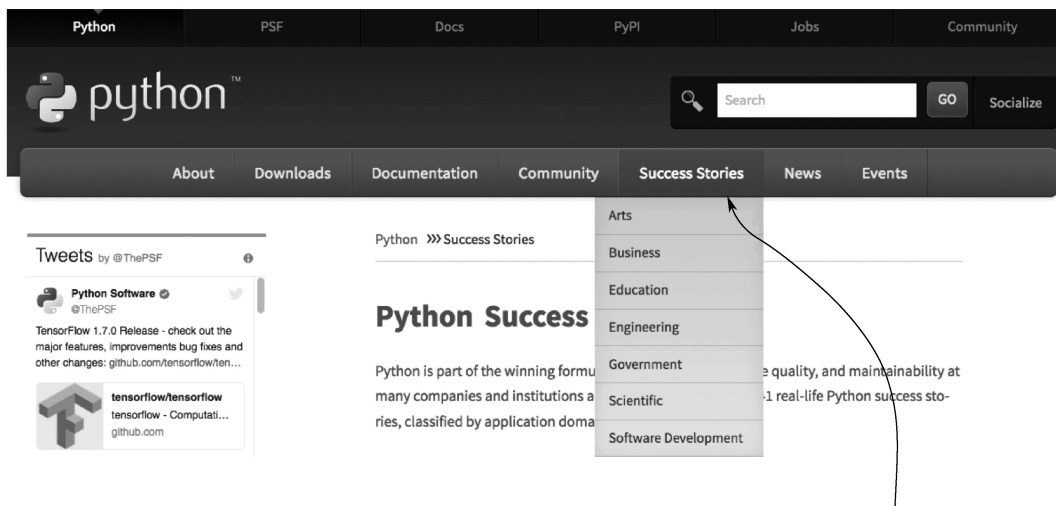 Python PSF Docs PyPI Jobs Community
python™
Search GO Socialize
About Downloads Documentation Community Success Stories News Events
Arts
Business
Education
Engineering
Government
Scientific
Software Development
Tweets by @ThePSF
Python Software
@ThePSF
TensorFlow 1.7.0 Release - check out the
major features, improvements bug fixes and
other changes: github.com/tensorflow/ten…
tensorflow/tensorflow
tensorflow - Computati…
github.com
Python >>> Success Stories
Python Success
Python is part of the winning formu e quality, and maintainability at
many companies and institutions a 1 real-life Python success sto-
ries, classified by application doma